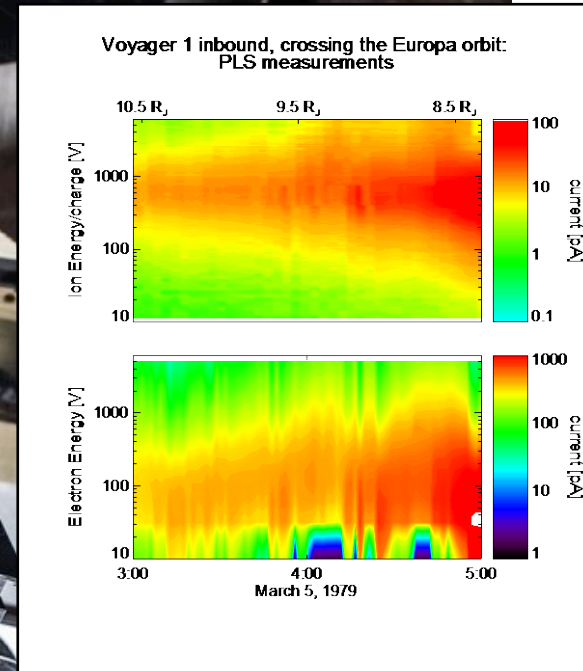 Voyager 1 inbound, crossing the Europa orbit:
PLS measurements
10.5 RJ 9.5 RJ 8.5 RJ
Ion Energy/charge [V]
1000
100
10
100
10
1
0.1
current [pA]
Electron Energy [V]
1000
100
10
1000
100
10
1
current [pA]
3:00 4:00 5:00
March 5, 1979